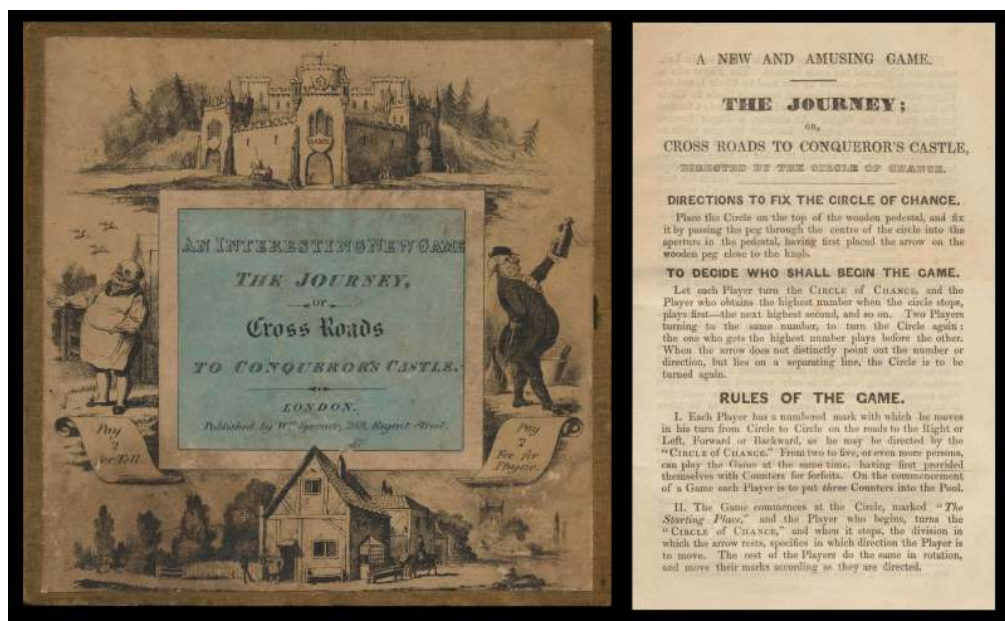 AN INTERESTING NEW GAME
THE JOURNEY,
or
Cross Roads
TO CONQUEROR'S CASTLE.
LONDON.
Published by Wm Spooner, Regent Street.
Pay
2
for Toll
Pay
2
Fee for
Physic.
A NEW AND AMUSING GAME.
THE JOURNEY;
OR,
CROSS ROADS TO CONQUEROR'S CASTLE,
DIRECTED BY THE CIRCLE OF CHANCE.
DIRECTIONS TO FIX THE CIRCLE OF CHANCE.
Place the Circle on the top of the wooden pedestal, and fix
it by passing the peg through the centre of the circle into the
aperture in the pedestal, having first placed the arrow on the
wooden peg close to the knob.
TO DECIDE WHO SHALL BEGIN THE GAME.
Let each Player turn the CIRCLE of CHANCE, and the
Player who obtains the highest number when the circle stops,
plays first—the next highest second, and so on. Two Players
turning to the same number, to turn the Circle again:
the one who gets the highest number plays before the other.
When the arrow does not distinctly point out the number or
direction, but lies on a separating line, the Circle is to be
turned again.
RULES OF THE GAME.
I. Each Player has a numbered mark with which he moves
in his turn from Circle to Circle on the roads to the Right or
Left, Forward or Backward, as he may be directed by the
"CIRCLE of CHANCE." From two to five, or even more persons,
can play the Game at the same time, having first provided
themselves with Counters for forfeits. On the commencement
of a Game each Player is to put three Counters into the Pool.
II. The Game commences at the Circle, marked "The
Starting Place," and the Player who begins, turns the
"CIRCLE of CHANCE," and when it stops, the division in
which the arrow rests, specifies in which direction the Player is
to move. The rest of the Players do the same in rotation,
and move their marks according as they are directed.